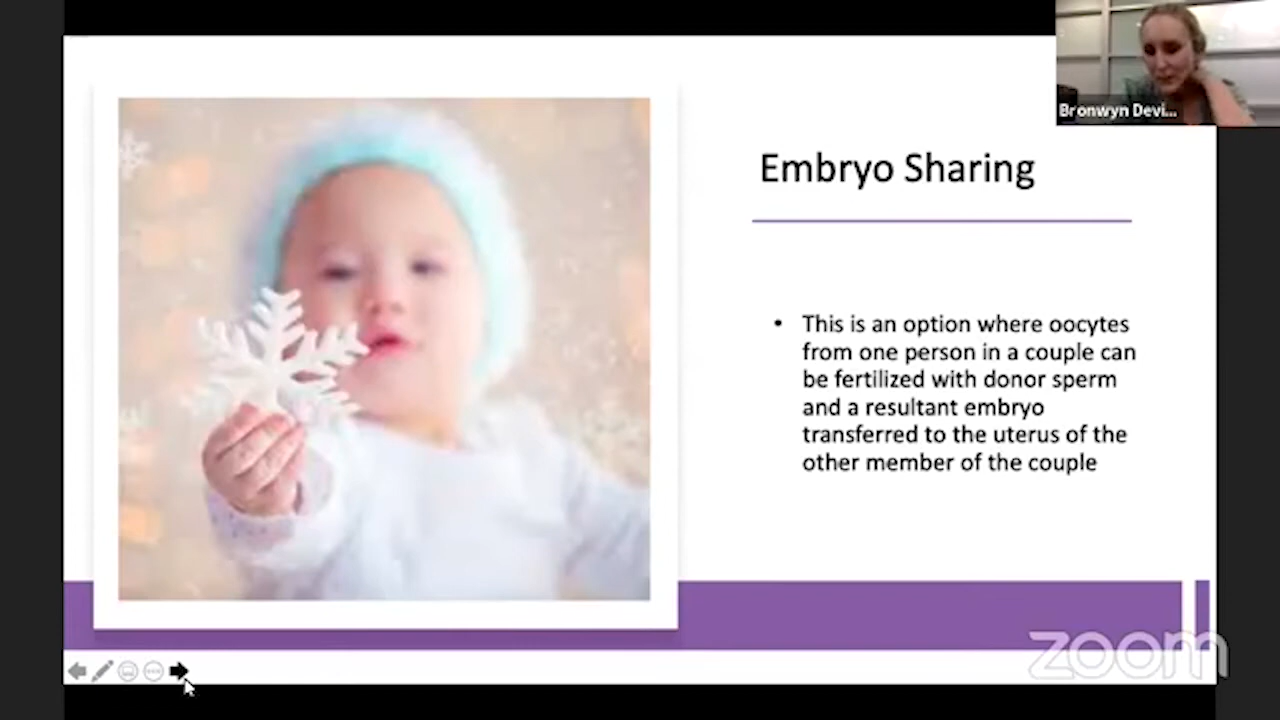 Bronwyn Devi...
Embryo Sharing
• This is an option where oocytes
from one person in a couple can
be fertilized with donor sperm
and a resultant embryo
transferred to the uterus of the
other member of the couple
zoom